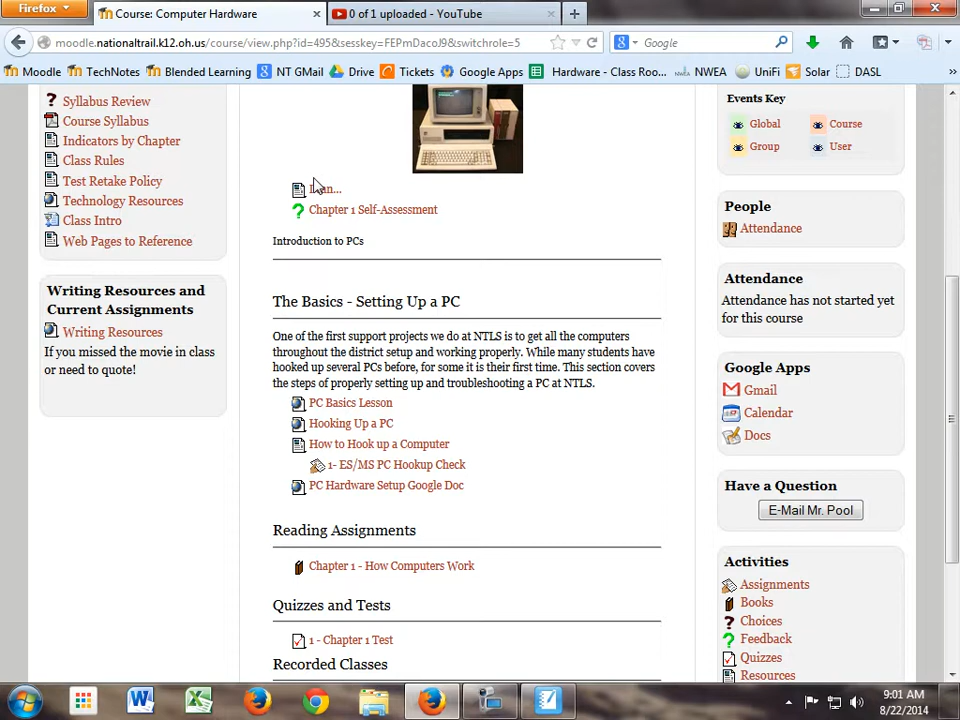 Firefox
Course: Computer Hardware
0 of 1 uploaded - YouTube
moodle.nationaltrail.k12.oh.us/course/view.php?id=495&sesskey=FEPmDacoJ9&switchrole=5
Google
Moodle
TechNotes
Blended Learning
NT GMail
Drive
Tickets
Google Apps
Hardware - Class Roo...
NWEA
UniFi
Solar
DASL
Syllabus Review
Course Syllabus
Indicators by Chapter
Class Rules
Test Retake Policy
Technology Resources
Class Intro
Web Pages to Reference
Writing Resources and
Current Assignments
Writing Resources
If you missed the movie in class
or need to quote!
Chapter 1 Self-Assessment
Introduction to PCs
The Basics - Setting Up a PC
One of the first support projects we do at NTLS is to get all the computers
throughout the district setup and working properly. While many students have
hooked up several PCs before, for some it is their first time. This section covers
the steps of properly setting up and troubleshooting a PC at NTLS.
PC Basics Lesson
Hooking Up a PC
How to Hook up a Computer
1- ES/MS PC Hookup Check
PC Hardware Setup Google Doc
Reading Assignments
Chapter 1 - How Computers Work
Quizzes and Tests
1 - Chapter 1 Test
Recorded Classes
Events Key
Global
Course
Group
User
People
Attendance
Attendance
Attendance has not started yet
for this course
Google Apps
Gmail
Calendar
Docs
Have a Question
E-Mail Mr. Pool
Activities
Assignments
Books
Choices
Feedback
Quizzes
Resources
9:01 AM
8/22/2014